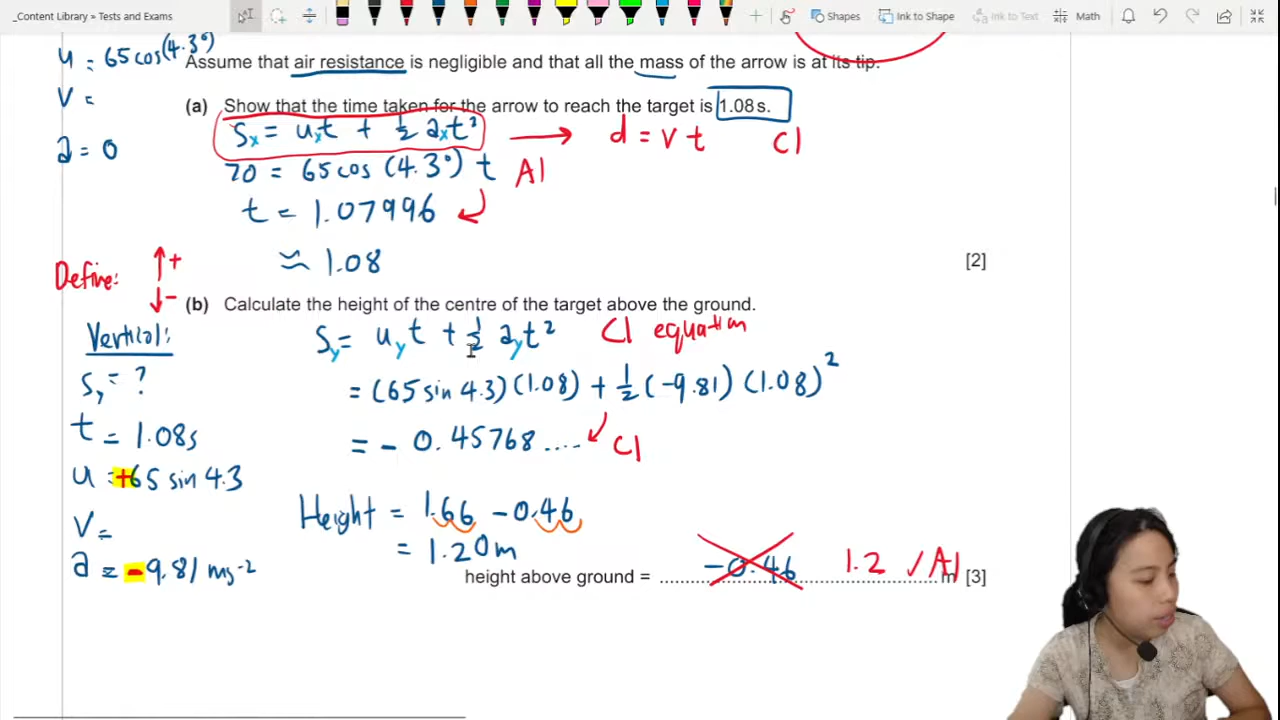 _Content Library » Tests and Exams
Shapes
Ink to Shape
Ink to Text
Math
u = 65 cos(4.3°)
v =
a = 0
Assume that air resistance is negligible and that all the mass of the arrow is at its tip.
(a) Show that the time taken for the arrow to reach the target is 1.08 s.
Sx = uxt + ½ axt² → d = v t C1
70 = 65 cos (4.3°) t A1
t = 1.07996
≈ 1.08
[2]
Define: ↑+
↓-
(b) Calculate the height of the centre of the target above the ground.
Vertical:
Sy = ?
t = 1.08s
u = +65 sin 4.3
v =
a = -9.81 ms-2
Sy = uyt + ½ ayt² C1 equation
= (65 sin 4.3)(1.08) + ½ (-9.81) (1.08)²
= - 0.45768.... C1
Height = 1.66 - 0.46
= 1.20m
height above ground = -0.46 1.2 ✓ A1 m [3]